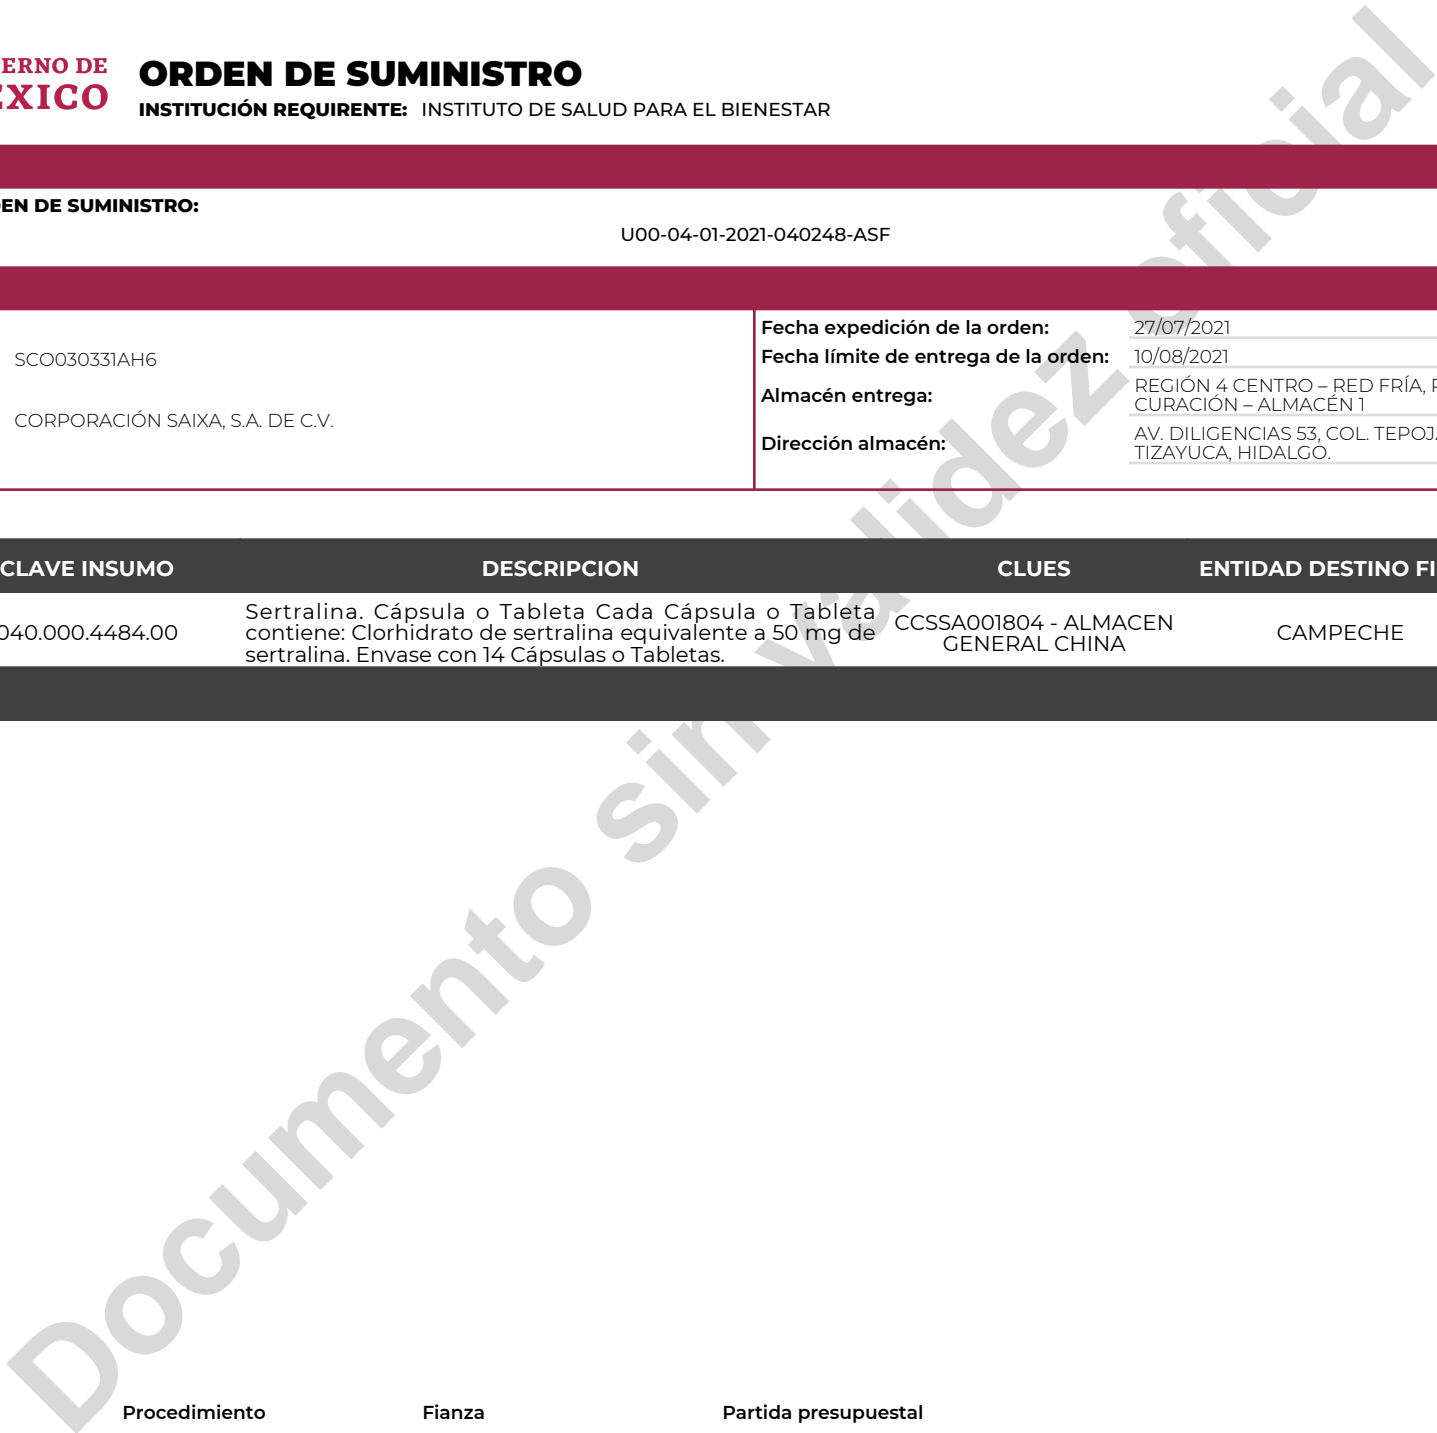 ERNO DE
ÉXICO
ORDEN DE SUMINISTRO
INSTITUCIÓN REQUIRENTE: INSTITUTO DE SALUD PARA EL BIENESTAR
EN DE SUMINISTRO:
U00-04-01-2021-040248-ASF
SCO030331AH6
CORPORACIÓN SAIXA, S.A. DE C.V.
Fecha expedición de la orden: 27/07/2021
Fecha límite de entrega de la orden: 10/08/2021
Almacén entrega: REGIÓN 4 CENTRO – RED FRÍA,
CURACIÓN – ALMACÉN 1
Dirección almacén: AV. DILIGENCIAS 53, COL. TEPOJ
TIZAYUCA, HIDALGO.
CLAVE INSUMO DESCRIPCION CLUES ENTIDAD DESTINO FI
040.000.4484.00
Sertralina. Cápsula o Tableta Cada Cápsula o Tableta
contiene: Clorhidrato de sertralina equivalente a 50 mg de
sertralina. Envase con 14 Cápsulas o Tabletas.
CCSSA001804 - ALMACEN
GENERAL CHINA
CAMPECHE
Documento sin validez oficial
Procedimiento Fianza Partida presupuestal